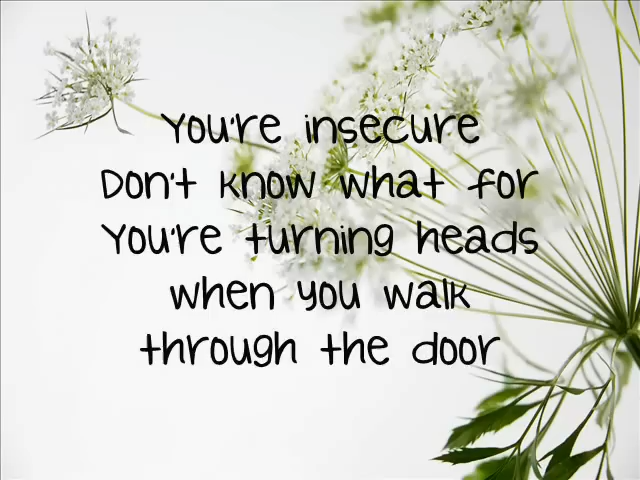 You're insecure
Don't know what for
You're turning heads
when you walk
through the door